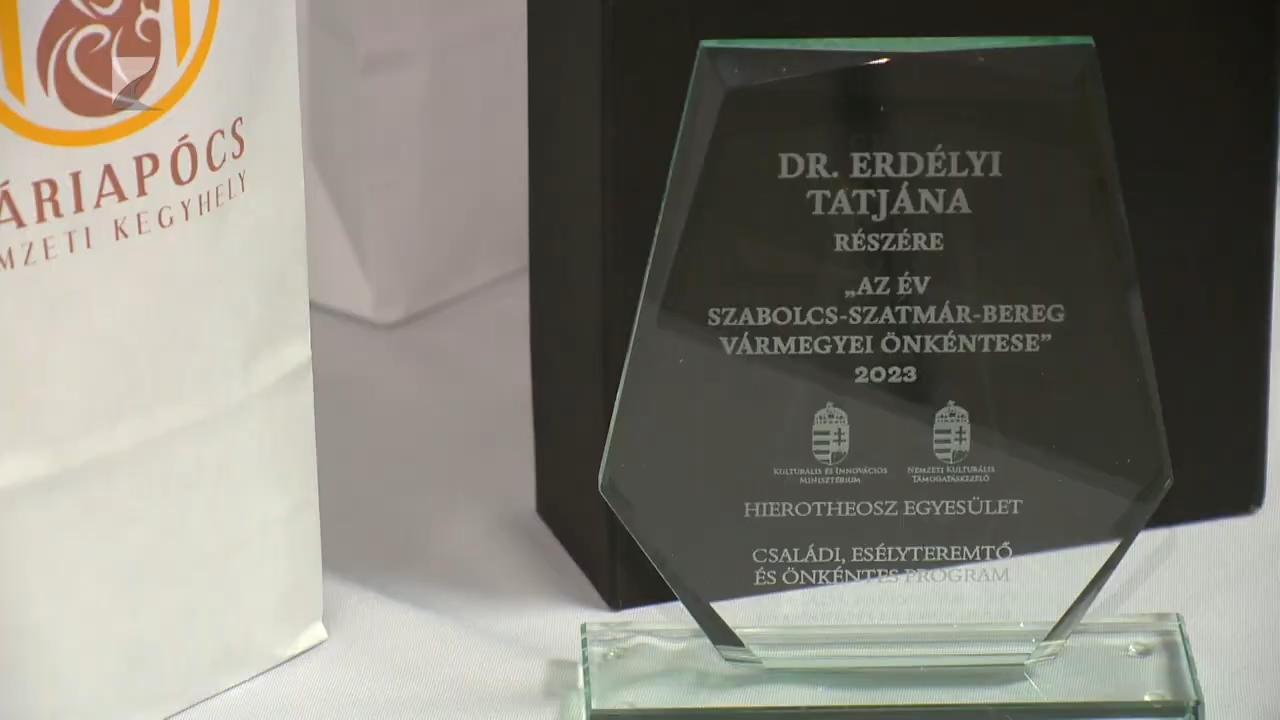 ÁRIAPÓCS
MZETI KEGYHELY
DR. ERDÉLYI
TATJÁNA
RÉSZÉRE
„AZ ÉV
SZABOLCS-SZATMÁR-BEREG
VÁRMEGYEI ÖNKÉNTESE”
2023
KULTURÁLIS ÉS INNOVÁCIÓS
MINISZTÉRIUM
NEMZETI KULTURÁLIS
TÁMOGATÁSKEZELŐ
HIEROTHEOSZ EGYESÜLET
CSALÁDI, ESÉLYTEREMTŐ
ÉS ÖNKÉNTES PROGRAM